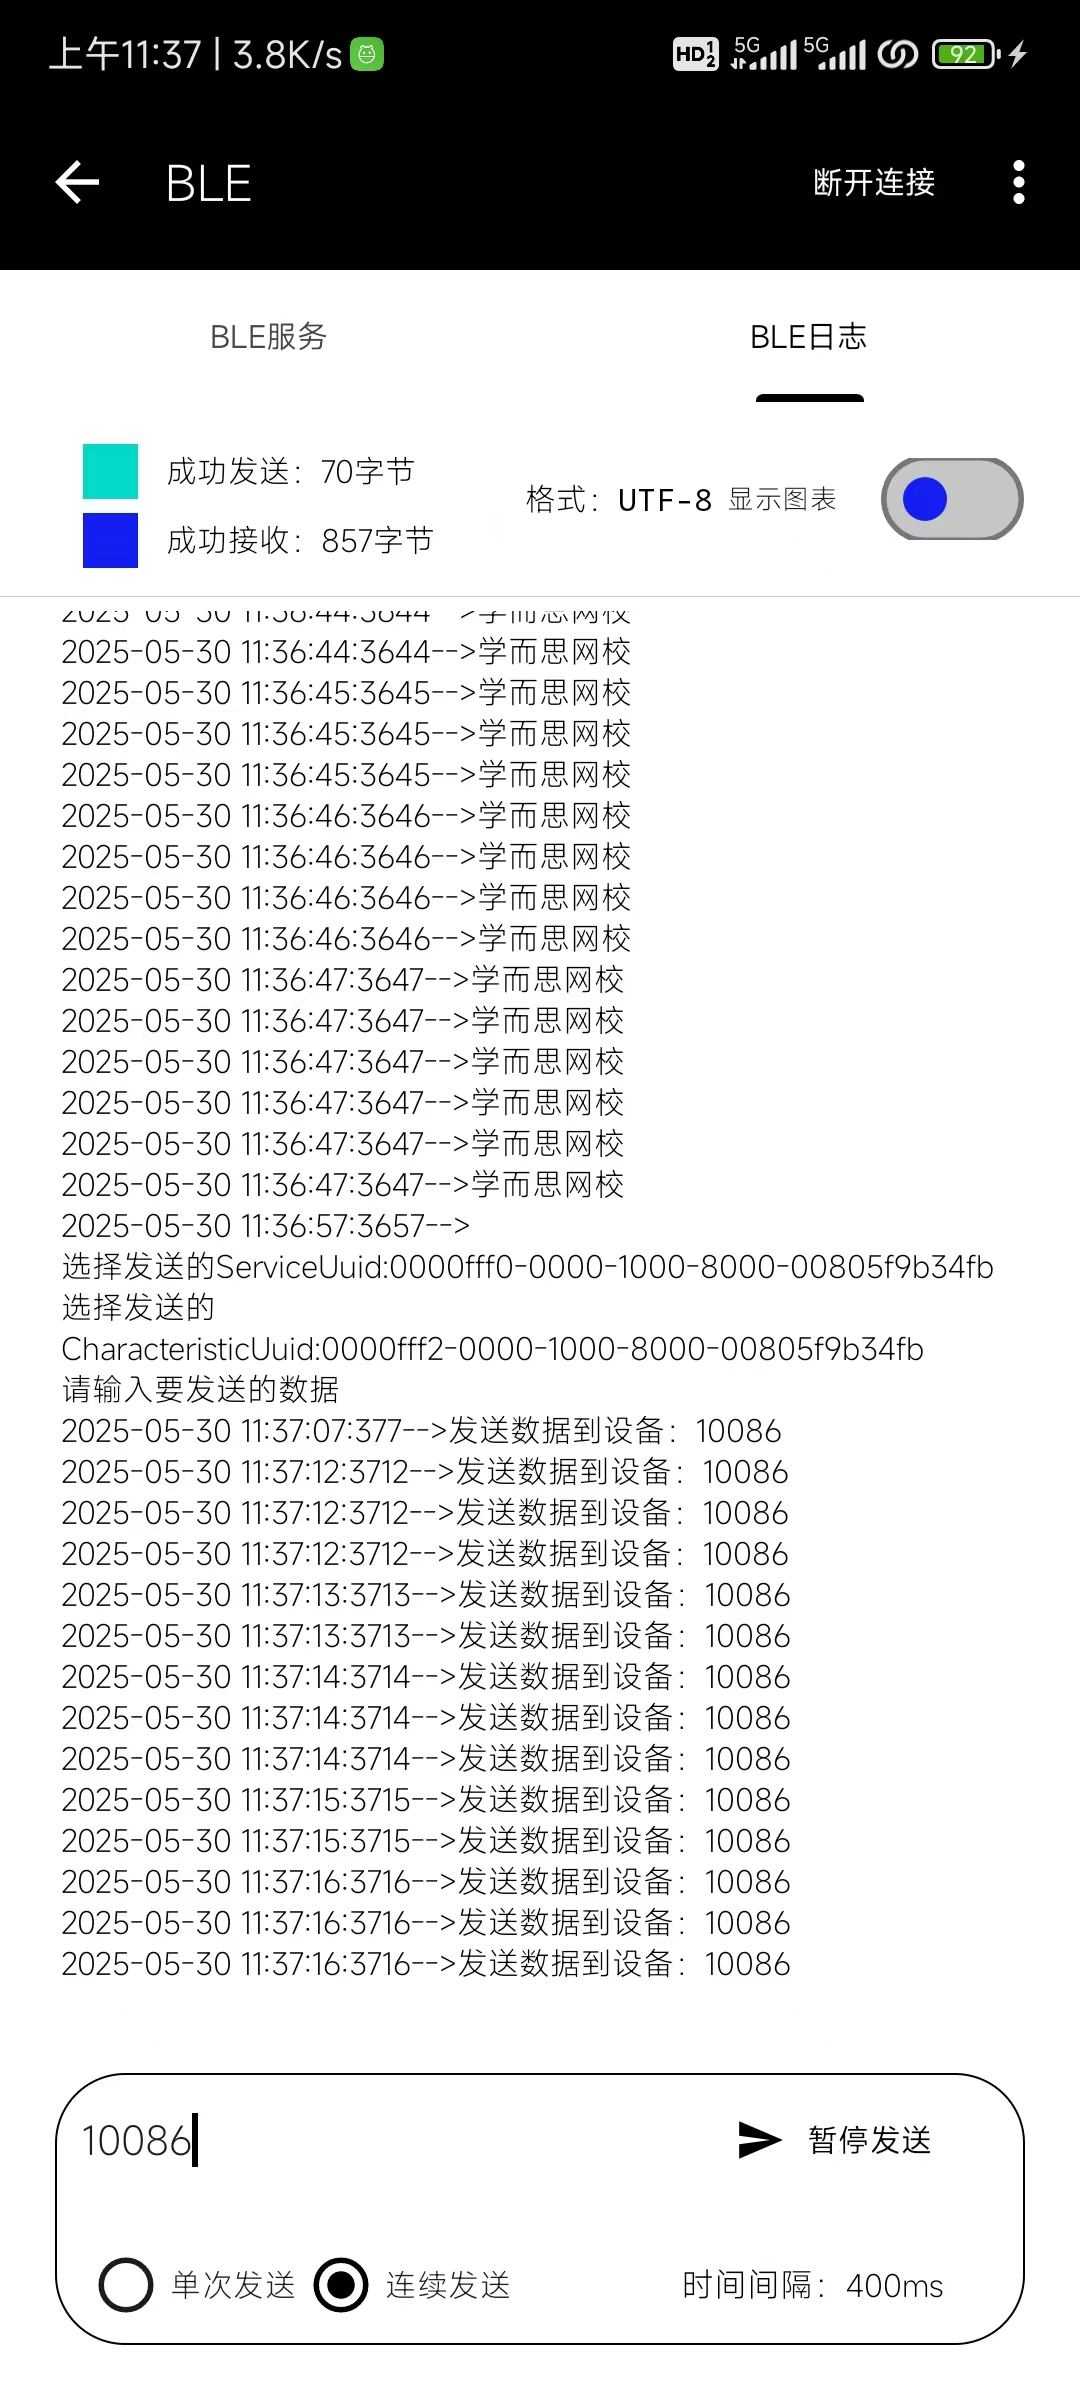 上午11:37 | 3.8K/s HD 1 2 5G 5G 92
BLE 断开连接
BLE服务 BLE日志
成功发送：70字节
格式：UTF-8 显示图表
成功接收：857字节
2025-05-30 11:36:44:3644-->学而思网校
2025-05-30 11:36:44:3644-->学而思网校
2025-05-30 11:36:45:3645-->学而思网校
2025-05-30 11:36:45:3645-->学而思网校
2025-05-30 11:36:45:3645-->学而思网校
2025-05-30 11:36:46:3646-->学而思网校
2025-05-30 11:36:46:3646-->学而思网校
2025-05-30 11:36:46:3646-->学而思网校
2025-05-30 11:36:46:3646-->学而思网校
2025-05-30 11:36:47:3647-->学而思网校
2025-05-30 11:36:47:3647-->学而思网校
2025-05-30 11:36:47:3647-->学而思网校
2025-05-30 11:36:47:3647-->学而思网校
2025-05-30 11:36:47:3647-->学而思网校
2025-05-30 11:36:47:3647-->学而思网校
2025-05-30 11:36:57:3657-->
选择发送的ServiceUuid:0000fff0-0000-1000-8000-00805f9b34fb
选择发送的
CharacteristicUuid:0000fff2-0000-1000-8000-00805f9b34fb
请输入要发送的数据
2025-05-30 11:37:07:377-->发送数据到设备：10086
2025-05-30 11:37:12:3712-->发送数据到设备：10086
2025-05-30 11:37:12:3712-->发送数据到设备：10086
2025-05-30 11:37:12:3712-->发送数据到设备：10086
2025-05-30 11:37:13:3713-->发送数据到设备：10086
2025-05-30 11:37:13:3713-->发送数据到设备：10086
2025-05-30 11:37:14:3714-->发送数据到设备：10086
2025-05-30 11:37:14:3714-->发送数据到设备：10086
2025-05-30 11:37:14:3714-->发送数据到设备：10086
2025-05-30 11:37:15:3715-->发送数据到设备：10086
2025-05-30 11:37:15:3715-->发送数据到设备：10086
2025-05-30 11:37:16:3716-->发送数据到设备：10086
2025-05-30 11:37:16:3716-->发送数据到设备：10086
2025-05-30 11:37:16:3716-->发送数据到设备：10086
10086 暂停发送
单次发送 连续发送 时间间隔：400ms